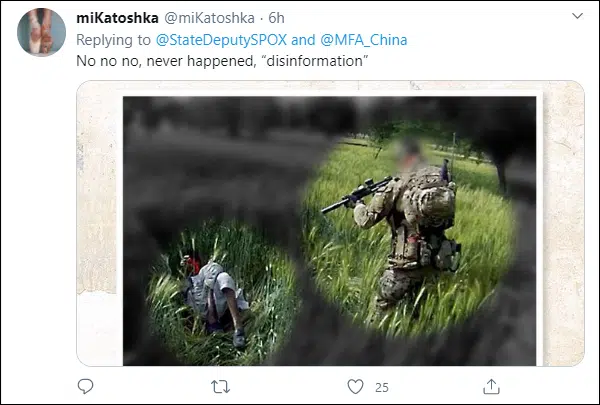 miKatoshka @miKatoshka · 6h
Replying to @StateDeputySPOX and @MFA_China
No no no, never happened, “disinformation”
25